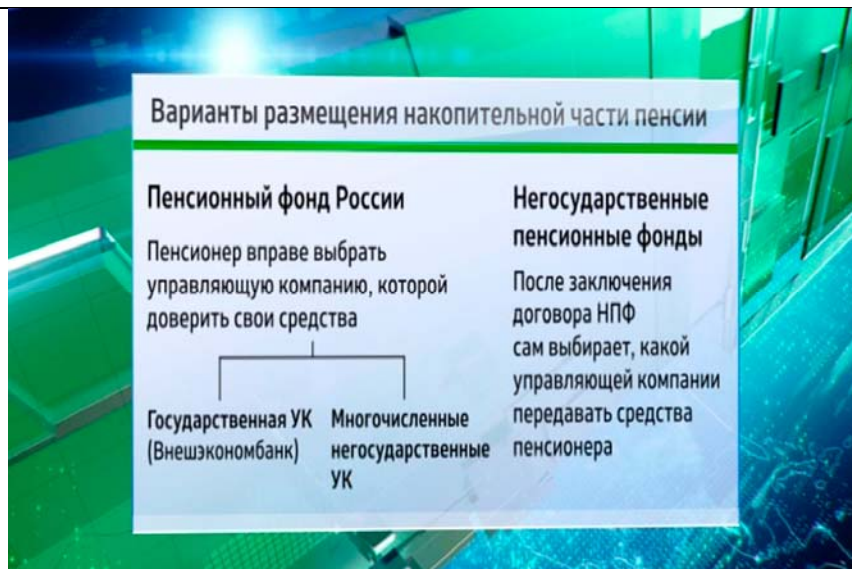 Варианты размещения накопительной части пенсии
Пенсионный фонд России
Пенсионер вправе выбрать
управляющую компанию, которой
доверить свои средства
Государственная УК
(Внешэкономбанк)
Многочисленные
негосударственные
УК
Негосударственные
пенсионные фонды
После заключения
договора НПФ
сам выбирает, какой
управляющей компании
передавать средства
пенсионера